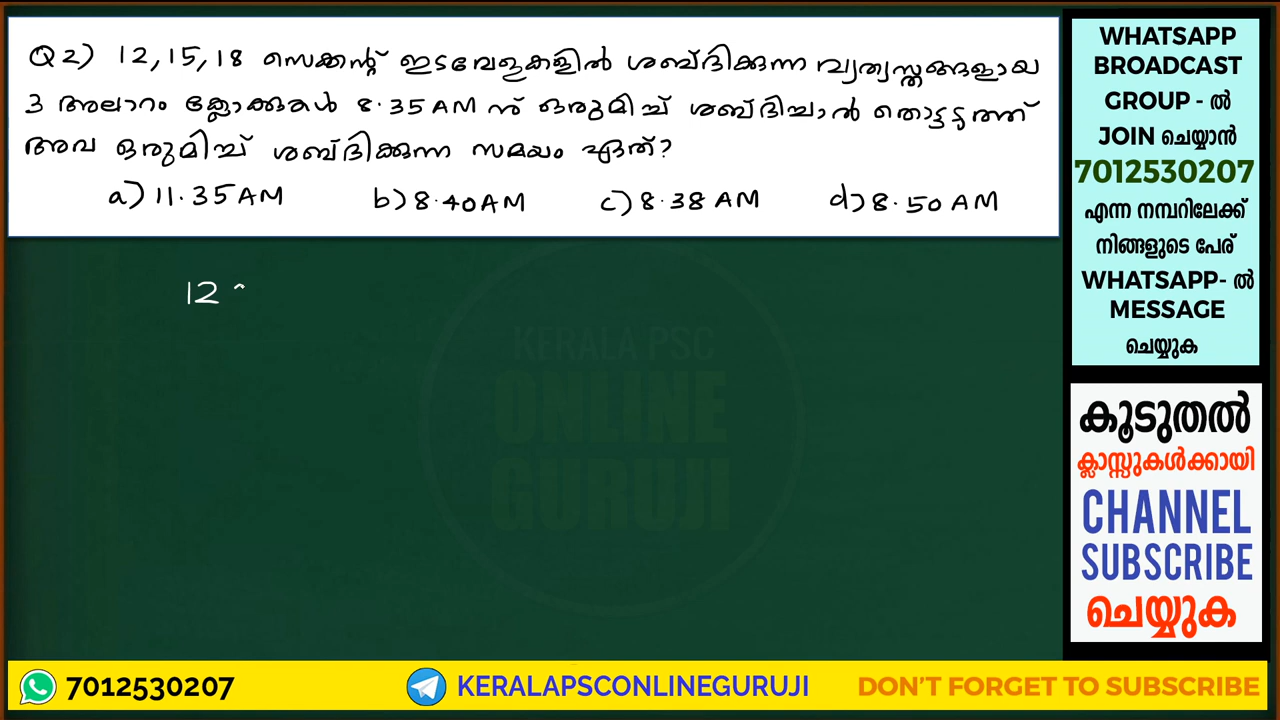 Q2) 12, 15, 18 സെക്കന്റ് ഇടവേളകളിൽ ശബ്ദിക്കുന്ന വ്യത്യസ്തങ്ങളായ
3 അലാറം ക്ലോക്കുകൾ 8.35 AM ന് ഒരുമിച്ച് ശബ്ദിച്ചാൽ തൊട്ടടുത്ത്
അവ ഒരുമിച്ച് ശബ്ദിക്കുന്ന സമയം ഏത്?
a) 11.35 AM b) 8.40 AM c) 8.38 AM d) 8.50 AM
12
KERALA PSC
ONLINE
GURUJI
WHATSAPP
BROADCAST
GROUP - ൽ
JOIN ചെയ്യാൻ
7012530207
എന്ന നമ്പറിലേക്ക്
നിങ്ങളുടെ പേര്
WHATSAPP- ൽ
MESSAGE
ചെയ്യുക
കൂടുതൽ
ക്ലാസ്സുകൾക്കായി
CHANNEL
SUBSCRIBE
ചെയ്യുക
7012530207 KERALAPSCONLINEGURUJI DON'T FORGET TO SUBSCRIBE